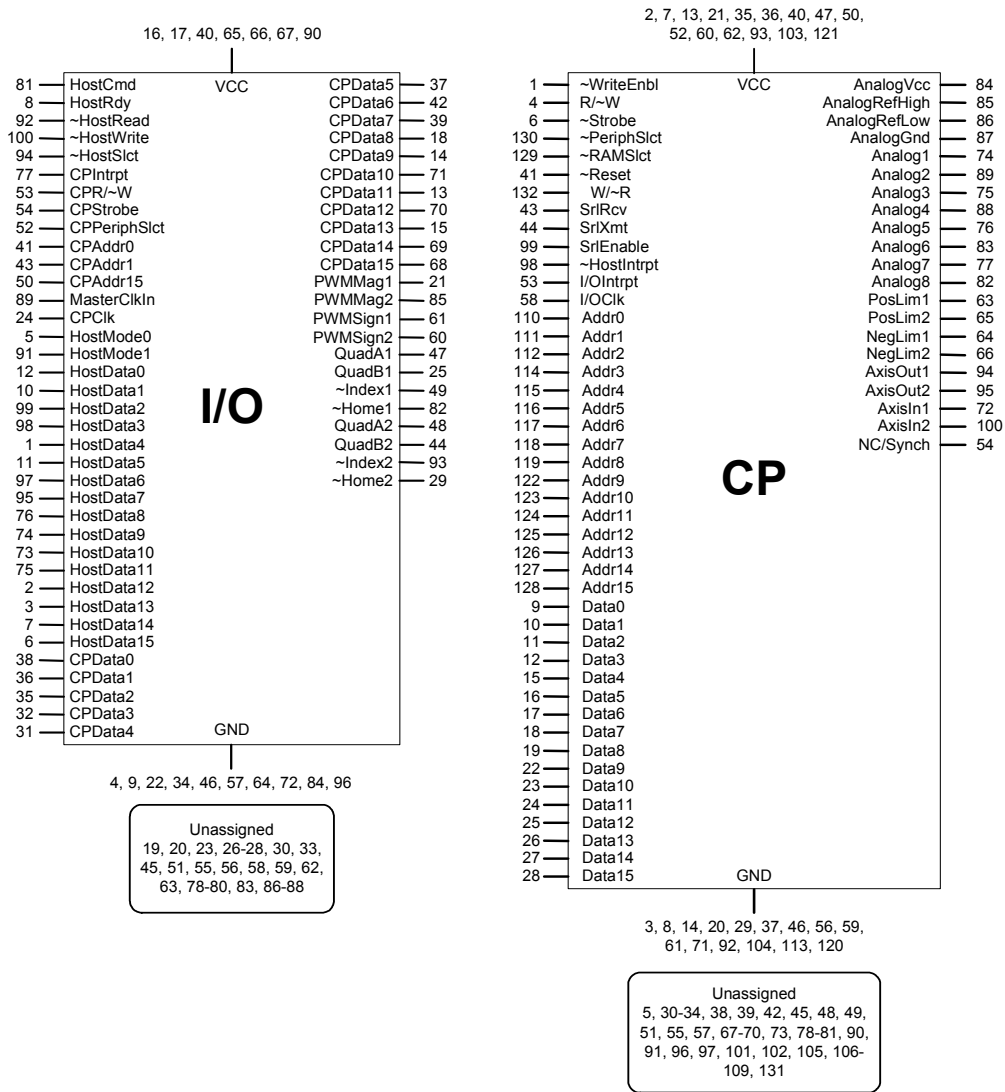 16, 17, 40, 65, 66, 67, 90
VCC
81 HostCmd
8 HostRdy
92 ~HostRead
100 ~HostWrite
94 ~HostSlct
77 CPIntrpt
53 CPR/~W
54 CPStrobe
52 CPPeriphSlct
41 CPAddr0
43 CPAddr1
50 CPAddr15
89 MasterClkIn
24 CPClk
5 HostMode0
91 HostMode1
12 HostData0
10 HostData1
99 HostData2
98 HostData3
1 HostData4
11 HostData5
97 HostData6
95 HostData7
76 HostData8
74 HostData9
73 HostData10
75 HostData11
2 HostData12
3 HostData13
7 HostData14
6 HostData15
38 CPData0
36 CPData1
35 CPData2
32 CPData3
31 CPData4
I/O
CPData5 37
CPData6 42
CPData7 39
CPData8 18
CPData9 14
CPData10 71
CPData11 13
CPData12 70
CPData13 15
CPData14 69
CPData15 68
PWMMag1 21
PWMMag2 85
PWMSign1 61
PWMSign2 60
QuadA1 47
QuadB1 25
~Index1 49
~Home1 82
QuadA2 48
QuadB2 44
~Index2 93
~Home2 29
GND
4, 9, 22, 34, 46, 57, 64, 72, 84, 96
Unassigned
19, 20, 23, 26-28, 30, 33,
45, 51, 55, 56, 58, 59, 62,
63, 78-80, 83, 86-88
2, 7, 13, 21, 35, 36, 40, 47, 50,
52, 60, 62, 93, 103, 121
VCC
1 ~WriteEnbl
4 R/~W
6 ~Strobe
130 ~PeriphSlct
129 ~RAMSlct
41 ~Reset
132 W/~R
43 SrlRcv
44 SrlXmt
99 SrlEnable
98 ~HostIntrpt
53 I/OIntrpt
58 I/OClk
110 Addr0
111 Addr1
112 Addr2
114 Addr3
115 Addr4
116 Addr5
117 Addr6
118 Addr7
119 Addr8
122 Addr9
123 Addr10
124 Addr11
125 Addr12
126 Addr13
127 Addr14
128 Addr15
9 Data0
10 Data1
11 Data2
12 Data3
15 Data4
16 Data5
17 Data6
18 Data7
19 Data8
22 Data9
23 Data10
24 Data11
25 Data12
26 Data13
27 Data14
28 Data15
CP
AnalogVcc 84
AnalogRefHigh 85
AnalogRefLow 86
AnalogGnd 87
Analog1 74
Analog2 89
Analog3 75
Analog4 88
Analog5 76
Analog6 83
Analog7 77
Analog8 82
PosLim1 63
PosLim2 65
NegLim1 64
NegLim2 66
AxisOut1 94
AxisOut2 95
AxisIn1 72
AxisIn2 100
NC/Synch 54
GND
3, 8, 14, 20, 29, 37, 46, 56, 59,
61, 71, 92, 104, 113, 120
Unassigned
5, 30-34, 38, 39, 42, 45, 48, 49,
51, 55, 57, 67-70, 73, 78-81, 90,
91, 96, 97, 101, 102, 105, 106-
109, 131